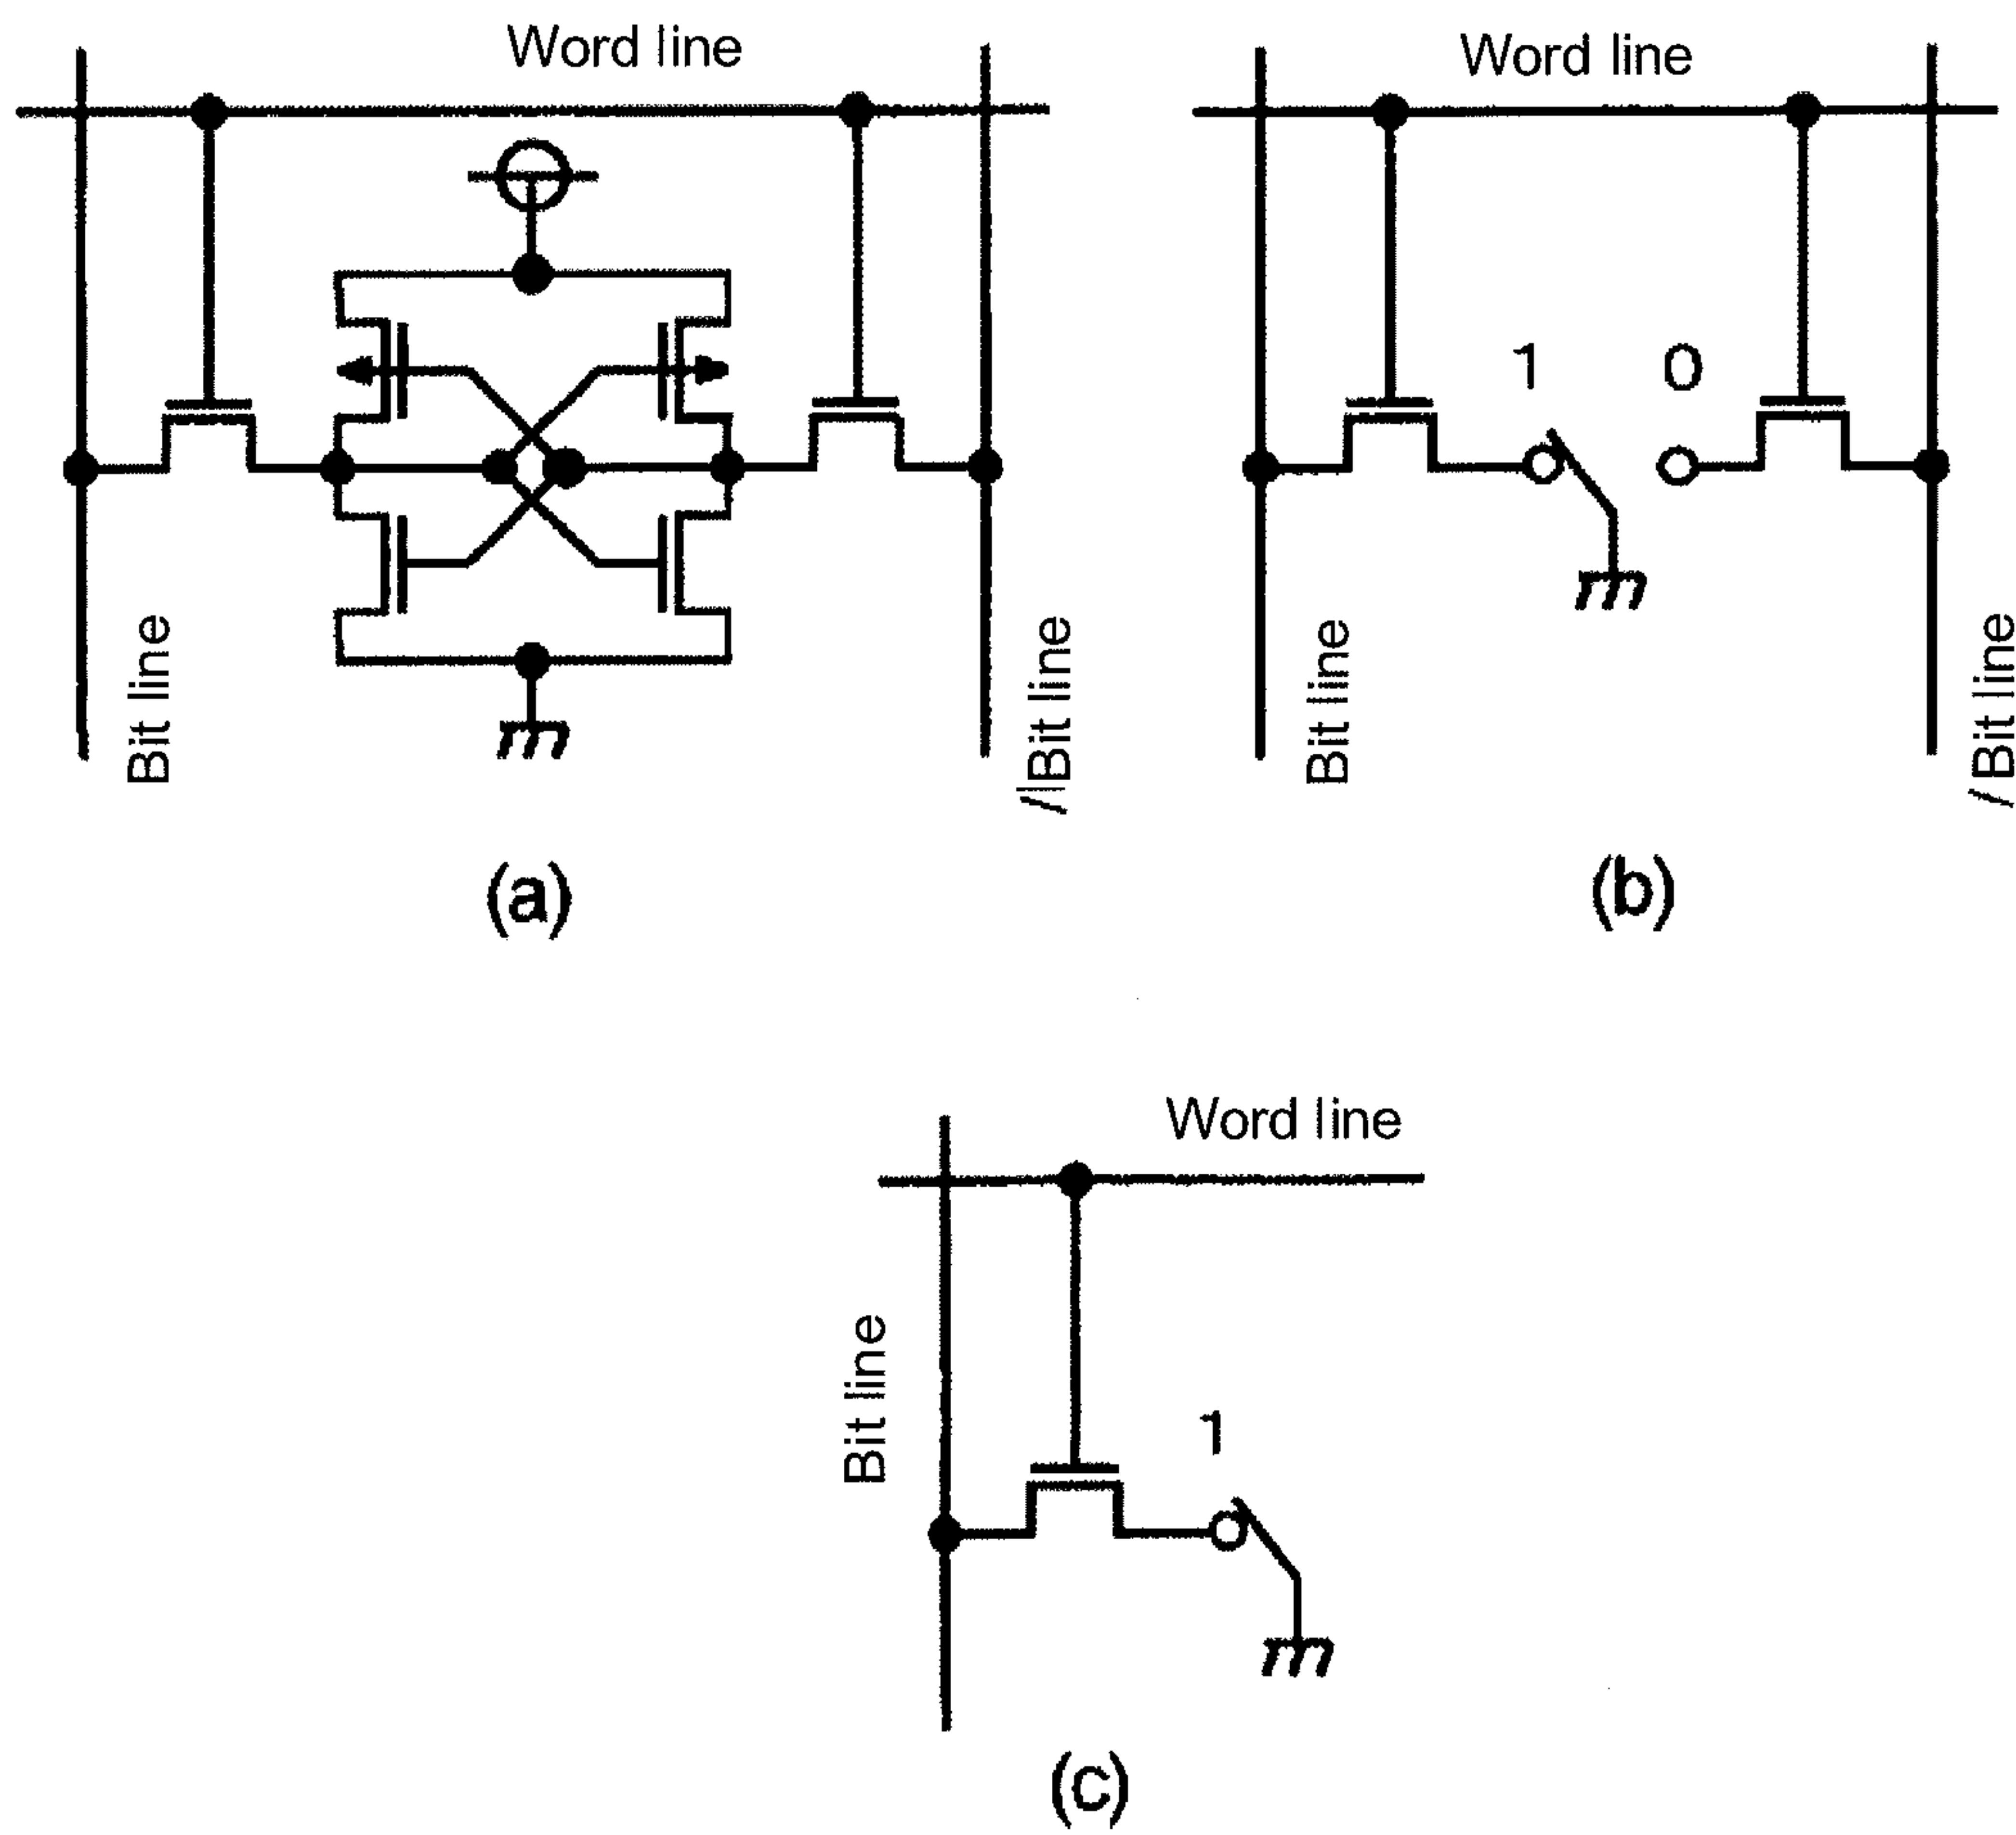 Word line
Bit line
/Bit line
(a)
Word line
1
0
Bit line
/ Bit line
(b)
Word line
Bit line
1
(c)